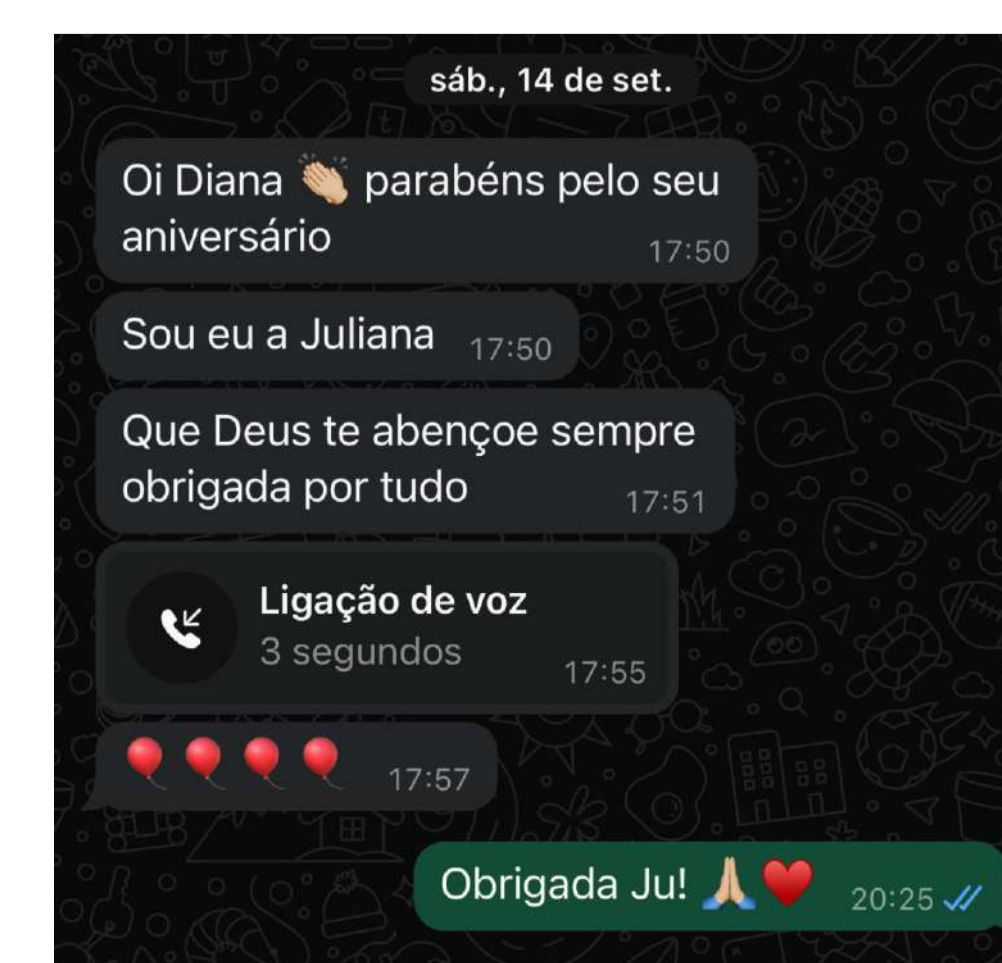 sáb., 14 de set.
Oi Diana 👏🏼 parabéns pelo seu
aniversário 17:50
Sou eu a Juliana 17:50
Que Deus te abençoe sempre
obrigada por tudo 17:51
Ligação de voz
3 segundos 17:55
🎈🎈🎈🎈 17:57
Obrigada Ju! 🙏🏼♥️ 20:25